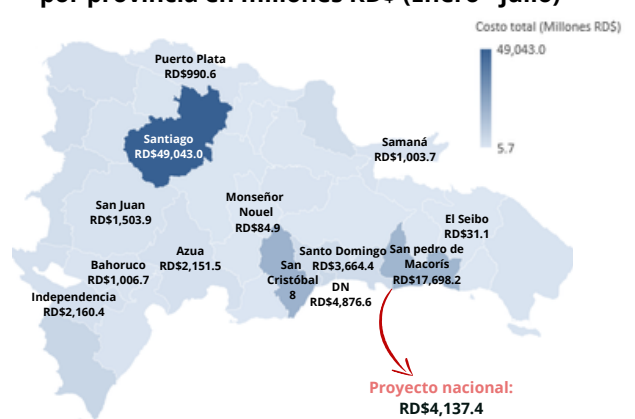 por provincia en millones RD$ (Enero - julio)
Costo total (Millones RD$)
49,043.0
5.7
Puerto Plata
RD$990.6
Santiago
RD$49,043.0
Samaná
RD$1,003.7
San Juan
RD$1,503.9
Monseñor
Nouel
RD$84.9
El Seibo
RD$31.1
Azua
RD$2,151.5
Bahoruco
RD$1,006.7
Santo Domingo
RD$3,664.4
San pedro de
Macorís
RD$17,698.2
San
Cristóbal
8
DN
RD$4,876.6
Independencia
RD$2,160.4
Proyecto nacional:
RD$4,137.4